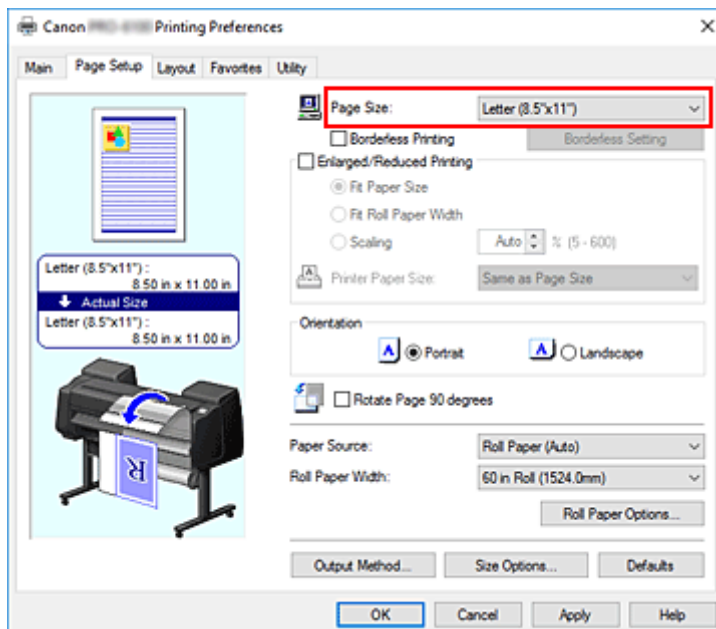 Canon Printing Preferences
Main Page Setup Layout Favorites Utility
Page Size: Letter (8.5"x11")
Borderless Printing Borderless Setting
Enlarged/Reduced Printing
Fit Paper Size
Fit Roll Paper Width
Scaling Auto % (5 - 600)
Printer Paper Size: Same as Page Size
Letter (8.5"x11") :
8.50 in x 11.00 in
Actual Size
Letter (8.5"x11") :
8.50 in x 11.00 in
Orientation
A Portrait A Landscape
Rotate Page 90 degrees
R
Paper Source: Roll Paper (Auto)
Roll Paper Width: 60 in Roll (1524.0mm)
Roll Paper Options...
Output Method... Size Options... Defaults
OK Cancel Apply Help